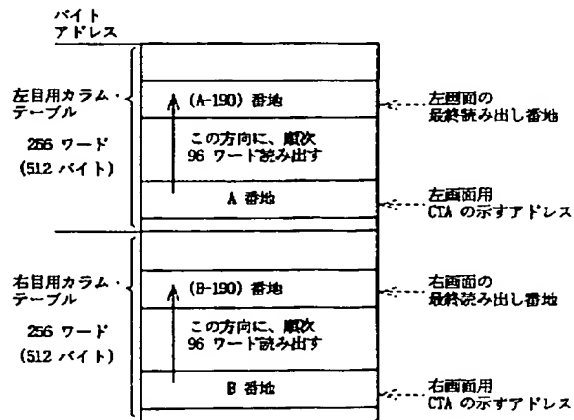 バイト
アドレス
左目用カラム・
テーブル
256 ワード
(512 バイト)
(A-190) 番地
この方向に、順次
96 ワード読み出す
A 番地
左画面の
最終読み出し番地
左画面用
CTA の示すアドレス
右目用カラム・
テーブル
256 ワード
(512 バイト)
(B-190) 番地
この方向に、順次
96 ワード読み出す
B 番地
右画面の
最終読み出し番地
右画面用
CTA の示すアドレス